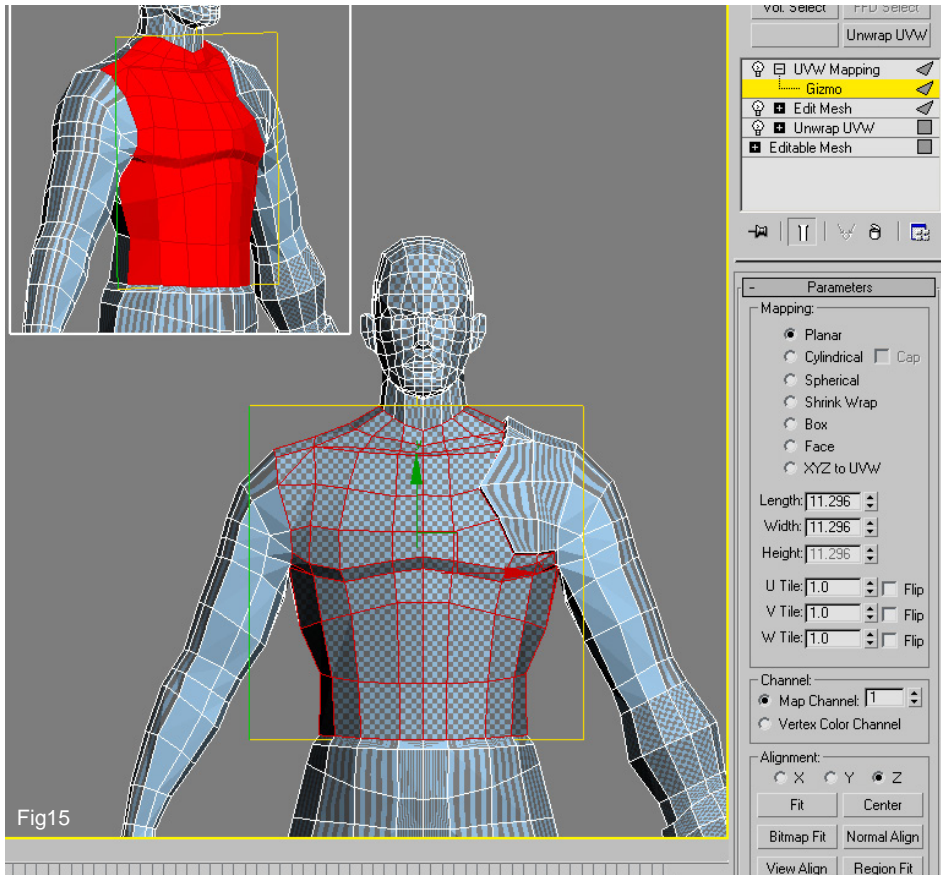 Vol. Select FFD Select
Unwrap UVW
UVW Mapping
Gizmo
Edit Mesh
Unwrap UVW
Editable Mesh
- Parameters
Mapping:
Planar
Cylindrical Cap
Spherical
Shrink Wrap
Box
Face
XYZ to UVW
Length: 11.296
Width: 11.296
Height: 11.296
U Tile: 1.0 Flip
V Tile: 1.0 Flip
W Tile: 1.0 Flip
Channel:
Map Channel: 1
Vertex Color Channel
Alignment:
X Y Z
Fit Center
Bitmap Fit Normal Align
View Align Region Fit
Fig15